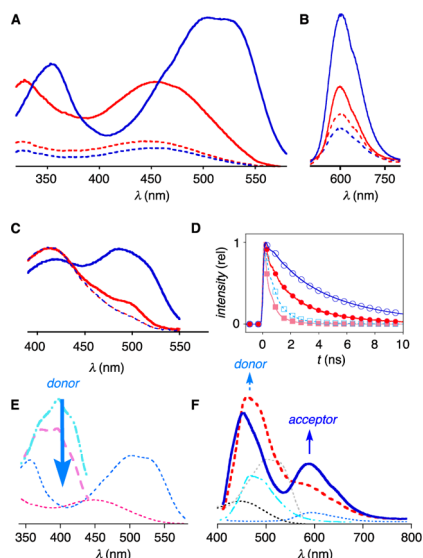 A
B
350 400 450 500 550
λ (nm)
600 750
λ (nm)
C
D
intensity (rel)
1
0
400 450 500 550
λ (nm)
0 2 4 6 8 10
t (ns)
E
donor
F
donor
acceptor
350 400 450 500 550
λ (nm)
400 500 600 700 800
λ (nm)